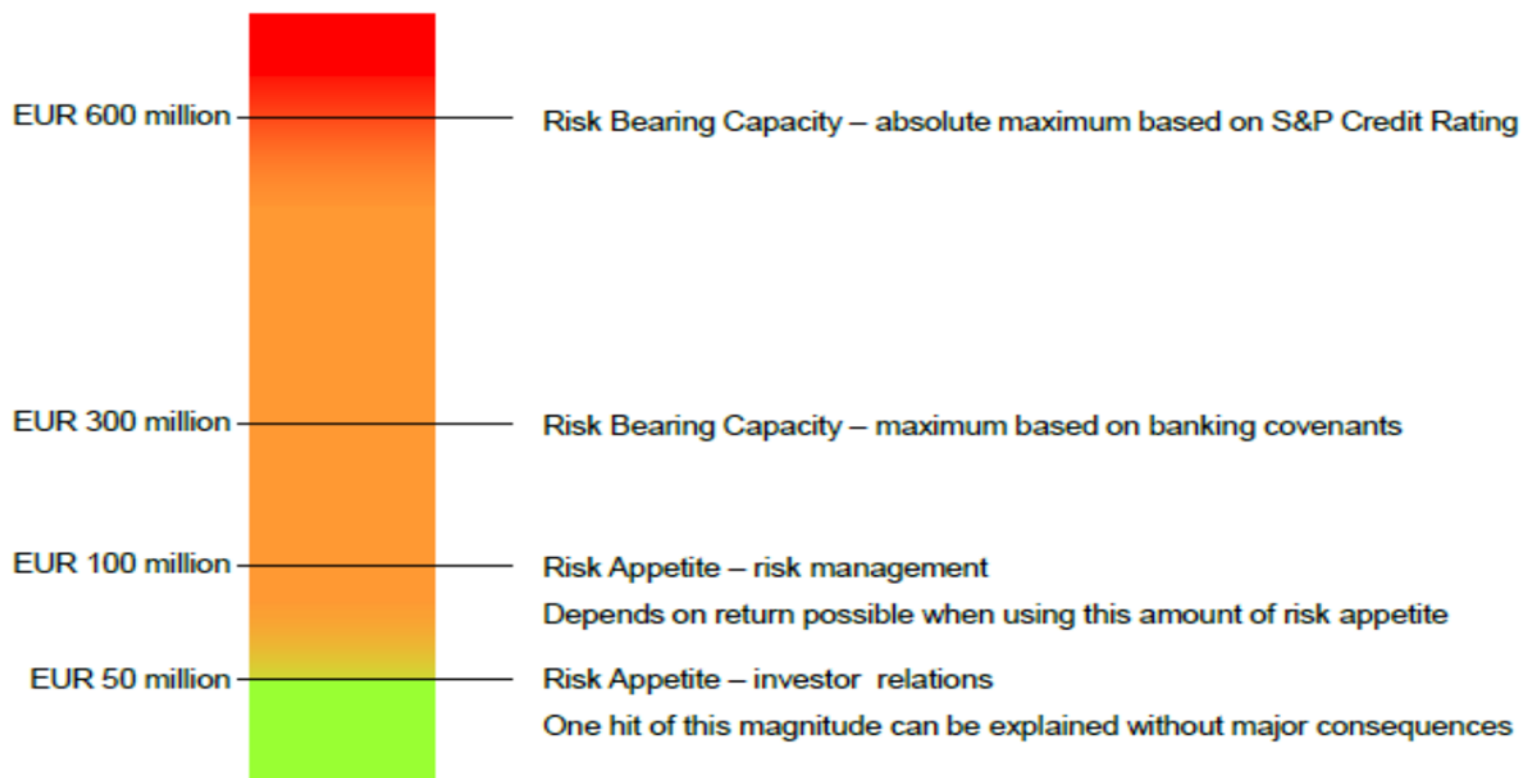 EUR 600 million
Risk Bearing Capacity – absolute maximum based on S&P Credit Rating
EUR 300 million
Risk Bearing Capacity – maximum based on banking covenants
EUR 100 million
Risk Appetite – risk management
Depends on return possible when using this amount of risk appetite
EUR 50 million
Risk Appetite – investor relations
One hit of this magnitude can be explained without major consequences